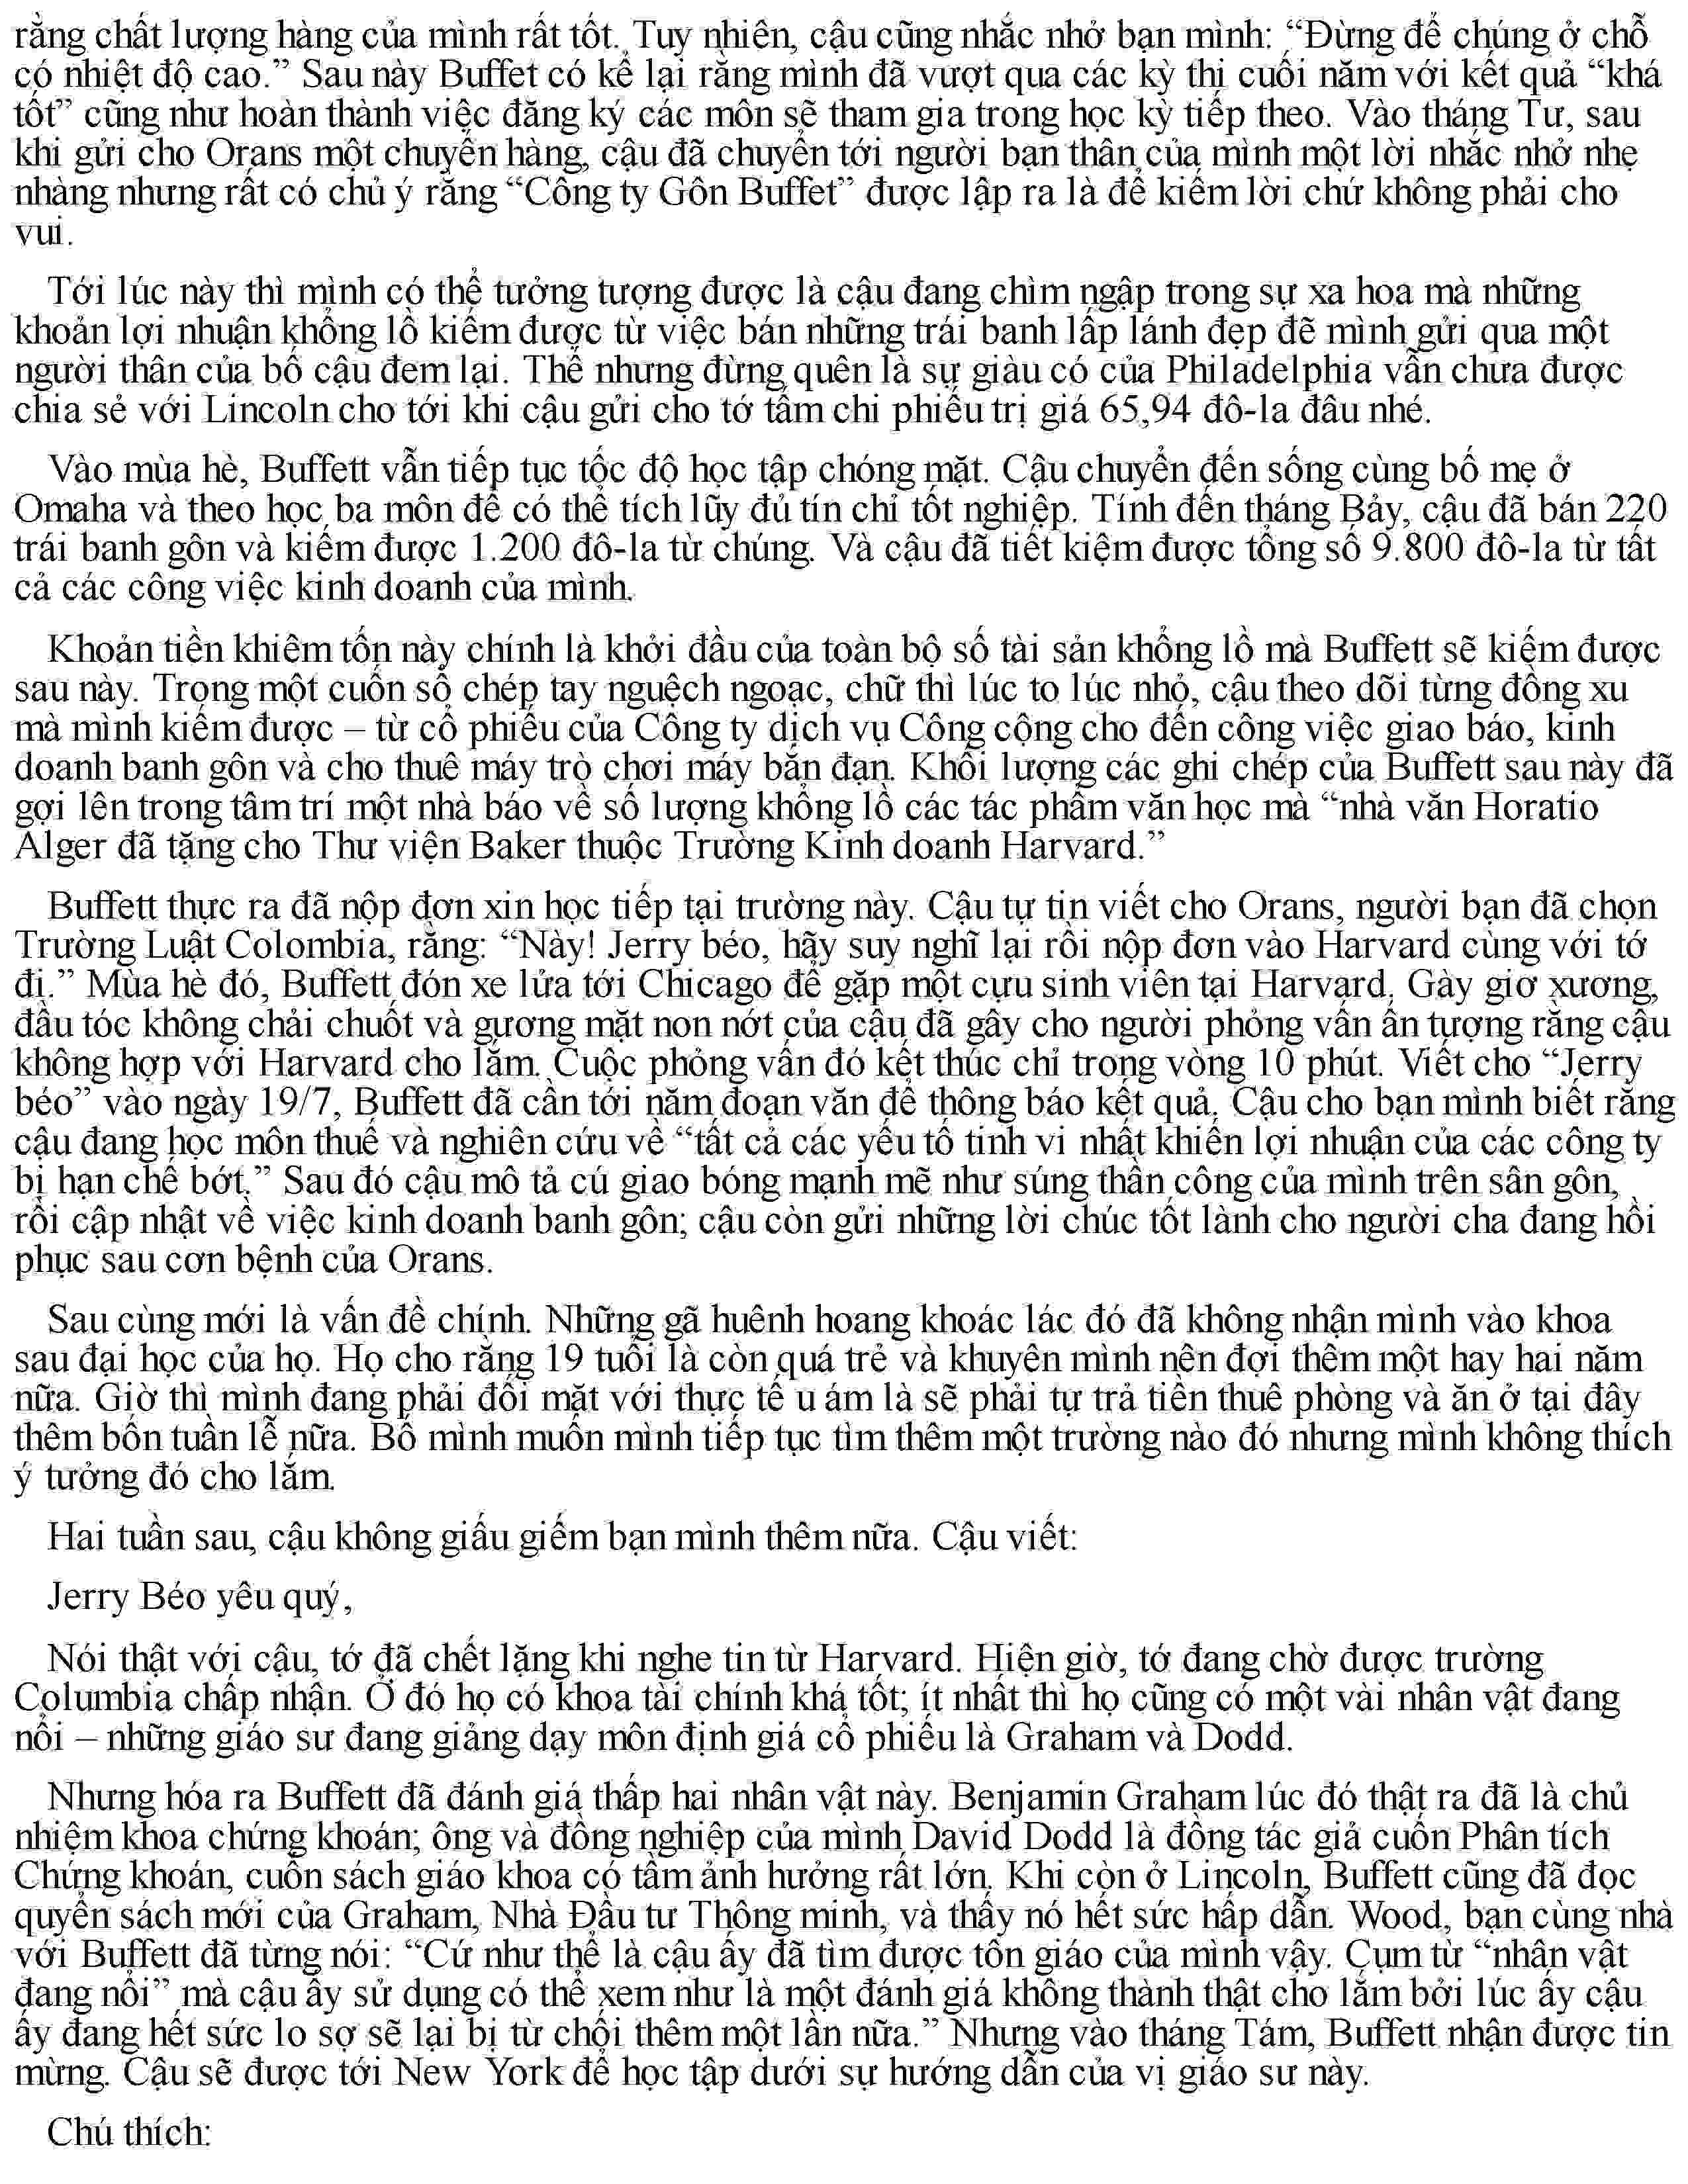 rằng chất lượng hàng của mình rất tốt. Tuy nhiên, cậu cũng nhắc nhở bạn mình: “Đừng để chúng ở chỗ
có nhiệt độ cao.” Sau này Buffet có kể lại rằng mình đã vượt qua các kỳ thi cuối năm với kết quả “khá
tốt” cũng như hoàn thành việc đăng ký các môn sẽ tham gia trong học kỳ tiếp theo. Vào tháng Tư, sau
khi gửi cho Orans một chuyến hàng, cậu đã chuyển tới người bạn thân của mình một lời nhắc nhở nhẹ
nhàng nhưng rất có chủ ý rằng “Công ty Gôn Buffet” được lập ra là để kiếm lời chứ không phải cho
vui.
Tới lúc này thì mình có thể tưởng tượng được là cậu đang chìm ngập trong sự xa hoa mà những
khoản lợi nhuận khổng lồ kiếm được từ việc bán những trái banh lấp lánh đẹp đẽ mình gửi qua một
người thân của bố cậu đem lại. Thế nhưng đừng quên là sự giàu có của Philadelphia vẫn chưa được
chia sẻ với Lincoln cho tới khi cậu gửi cho tớ tấm chi phiếu trị giá 65,94 đô-la đâu nhé.
Vào mùa hè, Buffett vẫn tiếp tục tốc độ học tập chóng mặt. Cậu chuyển đến sống cùng bố mẹ ở
Omaha và theo học ba môn để có thể tích lũy đủ tín chỉ tốt nghiệp. Tính đến tháng Bảy, cậu đã bán 220
trái banh gôn và kiếm được 1.200 đô-la từ chúng. Và cậu đã tiết kiệm được tổng số 9.800 đô-la từ tất
cả các công việc kinh doanh của mình.
Khoản tiền khiêm tốn này chính là khởi đầu của toàn bộ số tài sản khổng lồ mà Buffett sẽ kiếm được
sau này. Trong một cuốn sổ chép tay nguệch ngoạc, chữ thì lúc to lúc nhỏ, cậu theo dõi từng đồng xu
mà mình kiếm được – từ cổ phiếu của Công ty dịch vụ Công cộng cho đến công việc giao báo, kinh
doanh banh gôn và cho thuê máy trò chơi máy bắn đạn. Khối lượng các ghi chép của Buffett sau này đã
gợi lên trong tâm trí một nhà báo về số lượng khổng lồ các tác phẩm văn học mà “nhà văn Horatio
Alger đã tặng cho Thư viện Baker thuộc Trường Kinh doanh Harvard.”
Buffett thực ra đã nộp đơn xin học tiếp tại trường này. Cậu tự tin viết cho Orans, người bạn đã chọn
Trường Luật Colombia, rằng: “Này! Jerry béo, hãy suy nghĩ lại rồi nộp đơn vào Harvard cùng với tớ
đi.” Mùa hè đó, Buffett đón xe lửa tới Chicago để gặp một cựu sinh viên tại Harvard. Gày giơ xương,
đầu tóc không chải chuốt và gương mặt non nớt của cậu đã gây cho người phỏng vấn ấn tượng rằng cậu
không hợp với Harvard cho lắm. Cuộc phỏng vấn đó kết thúc chỉ trong vòng 10 phút. Viết cho “Jerry
béo” vào ngày 19/7, Buffett đã cần tới năm đoạn văn để thông báo kết quả. Cậu cho bạn mình biết rằng
cậu đang học môn thuế và nghiên cứu về “tất cả các yếu tố tinh vi nhất khiến lợi nhuận của các công ty
bị hạn chế bớt.” Sau đó cậu mô tả cú giao bóng mạnh mẽ như súng thần công của mình trên sân gôn,
rồi cập nhật về việc kinh doanh banh gôn; cậu còn gửi những lời chúc tốt lành cho người cha đang hồi
phục sau cơn bệnh của Orans.
Sau cùng mới là vấn đề chính. Những gã huênh hoang khoác lác đó đã không nhận mình vào khoa
sau đại học của họ. Họ cho rằng 19 tuổi là còn quá trẻ và khuyên mình nên đợi thêm một hay hai năm
nữa. Giờ thì mình đang phải đối mặt với thực tế u ám là sẽ phải tự trả tiền thuê phòng và ăn ở tại đây
thêm bốn tuần lễ nữa. Bố mình muốn mình tiếp tục tìm thêm một trường nào đó nhưng mình không thích
ý tưởng đó cho lắm.
Hai tuần sau, cậu không giấu giếm bạn mình thêm nữa. Cậu viết:
Jerry Béo yêu quý,
Nói thật với cậu, tớ đã chết lặng khi nghe tin từ Harvard. Hiện giờ, tớ đang chờ được trường
Columbia chấp nhận. Ở đó họ có khoa tài chính khá tốt; ít nhất thì họ cũng có một vài nhân vật đang
nổi – những giáo sư đang giảng dạy môn định giá cổ phiếu là Graham và Dodd.
Nhưng hóa ra Buffett đã đánh giá thấp hai nhân vật này. Benjamin Graham lúc đó thật ra đã là chủ
nhiệm khoa chứng khoán; ông và đồng nghiệp của mình David Dodd là đồng tác giả cuốn Phân tích
Chứng khoán, cuốn sách giáo khoa có tầm ảnh hưởng rất lớn. Khi còn ở Lincoln, Buffett cũng đã đọc
quyển sách mới của Graham, Nhà Đầu tư Thông minh, và thấy nó hết sức hấp dẫn. Wood, bạn cùng nhà
với Buffett đã từng nói: “Cứ như thể là cậu ấy đã tìm được tôn giáo của mình vậy. Cụm từ “nhân vật
đang nổi” mà cậu ấy sử dụng có thể xem như là một đánh giá không thành thật cho lắm bởi lúc ấy cậu
ấy đang hết sức lo sợ sẽ lại bị từ chối thêm một lần nữa.” Nhưng vào tháng Tám, Buffett nhận được tin
mừng. Cậu sẽ được tới New York để học tập dưới sự hướng dẫn của vị giáo sư này.
Chú thích: